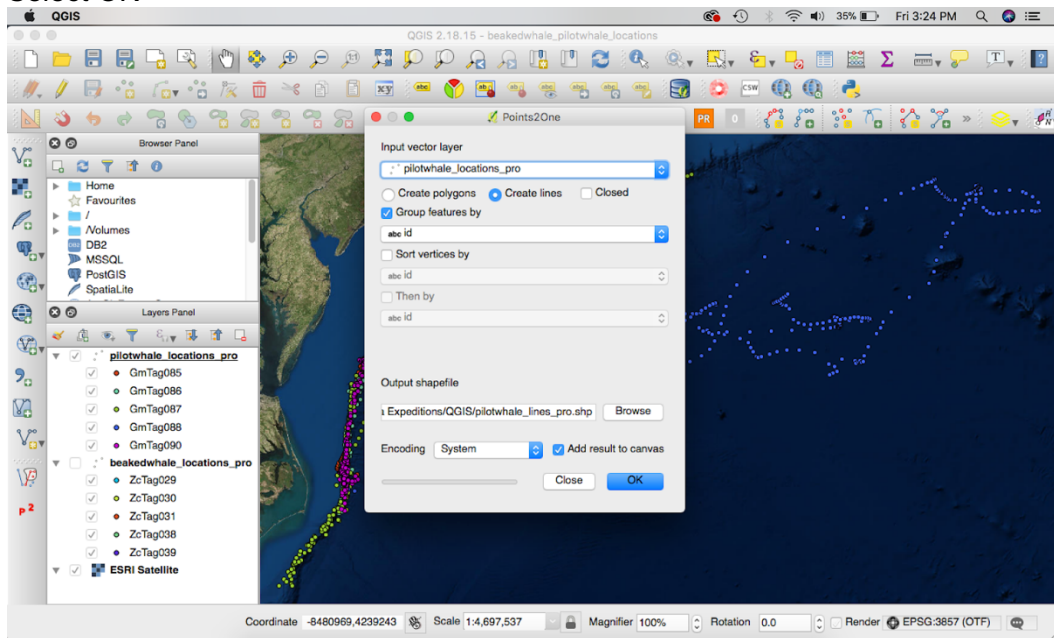 QGIS
35%
Fri 3:24 PM
QGIS 2.18.15 - beakedwhale_pilotwhale_locations
Points2One
Input vector layer
pilotwhale_locations_pro
Create polygons
Create lines
Closed
Group features by
abc id
Sort vertices by
abc id
Then by
abc id
Output shapefile
Expeditions/QGIS/pilotwhale_lines_pro.shp
Browse
Encoding
System
Add result to canvas
Close
OK
Browser Panel
Home
Favourites
/
/Volumes
DB2
MSSQL
PostGIS
SpatiaLite
Layers Panel
pilotwhale_locations_pro
GmTag085
GmTag086
GmTag087
GmTag088
GmTag090
beakedwhale_locations_pro
ZcTag029
ZcTag030
ZcTag031
ZcTag038
ZcTag039
ESRI Satellite
Coordinate -8480969,4239243 Scale 1:4,697,537 Magnifier 100% Rotation 0.0 Render EPSG:3857 (OTF)